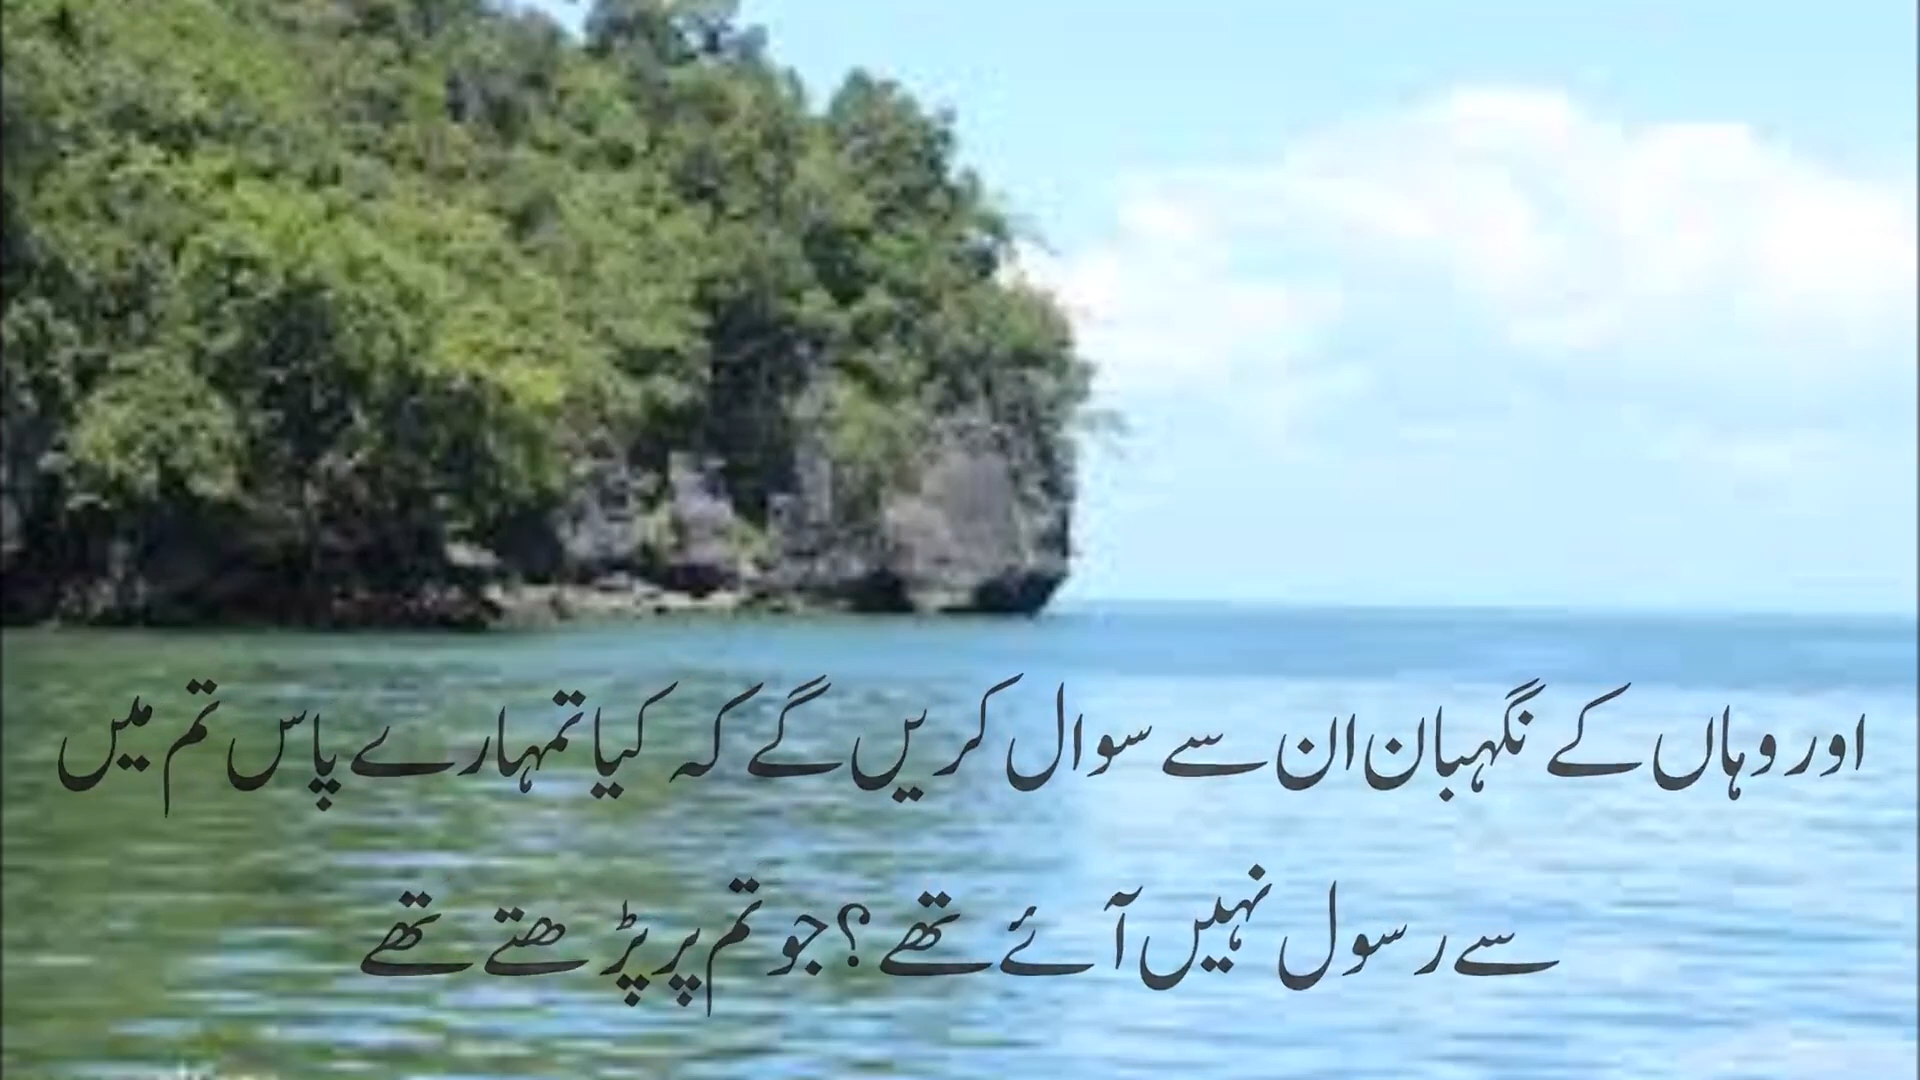 اور وہاں کے نگہبان ان سے سوال کریں گے کہ کیا تمہارے پاس تم میں
سے رسول نہیں آئے تھے؟ جو تم پر پڑھتے تھے